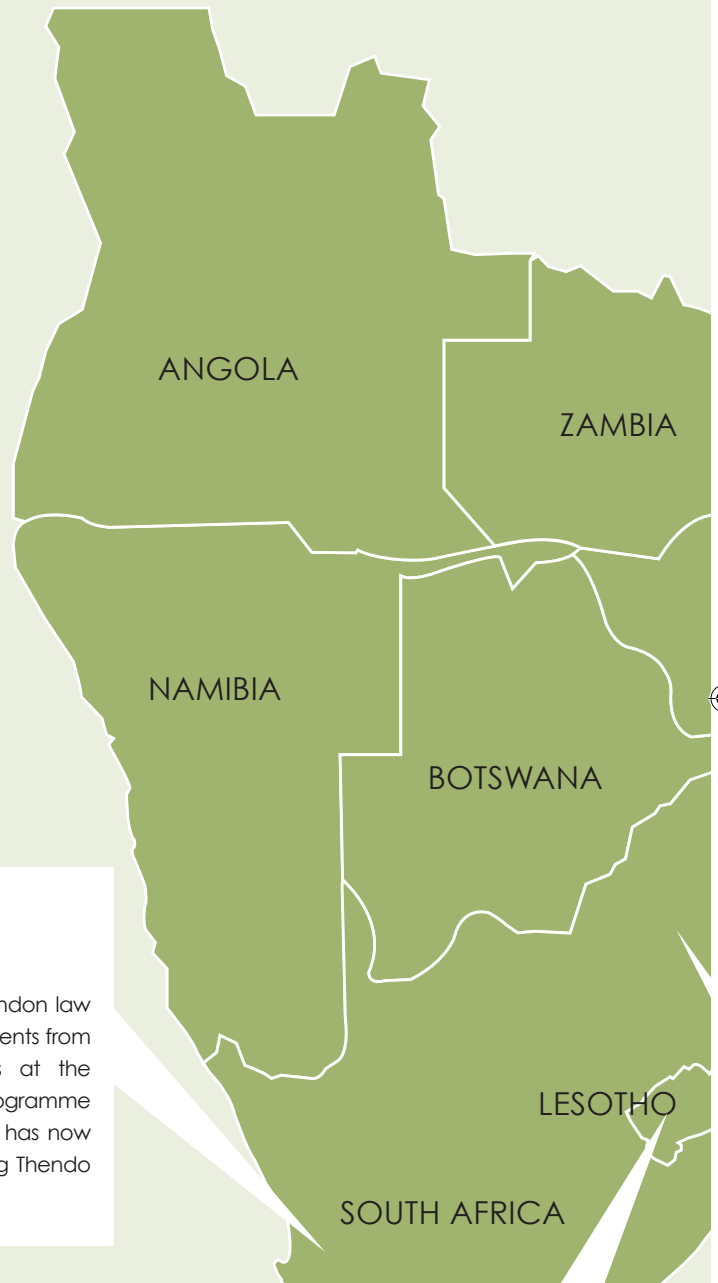 ANGOLA
ZAMBIA
NAMIBIA
BOTSWANA
ndon law
ents from
s at the
ogramme
has now
g Thendo
LESOTHO
SOUTH AFRICA